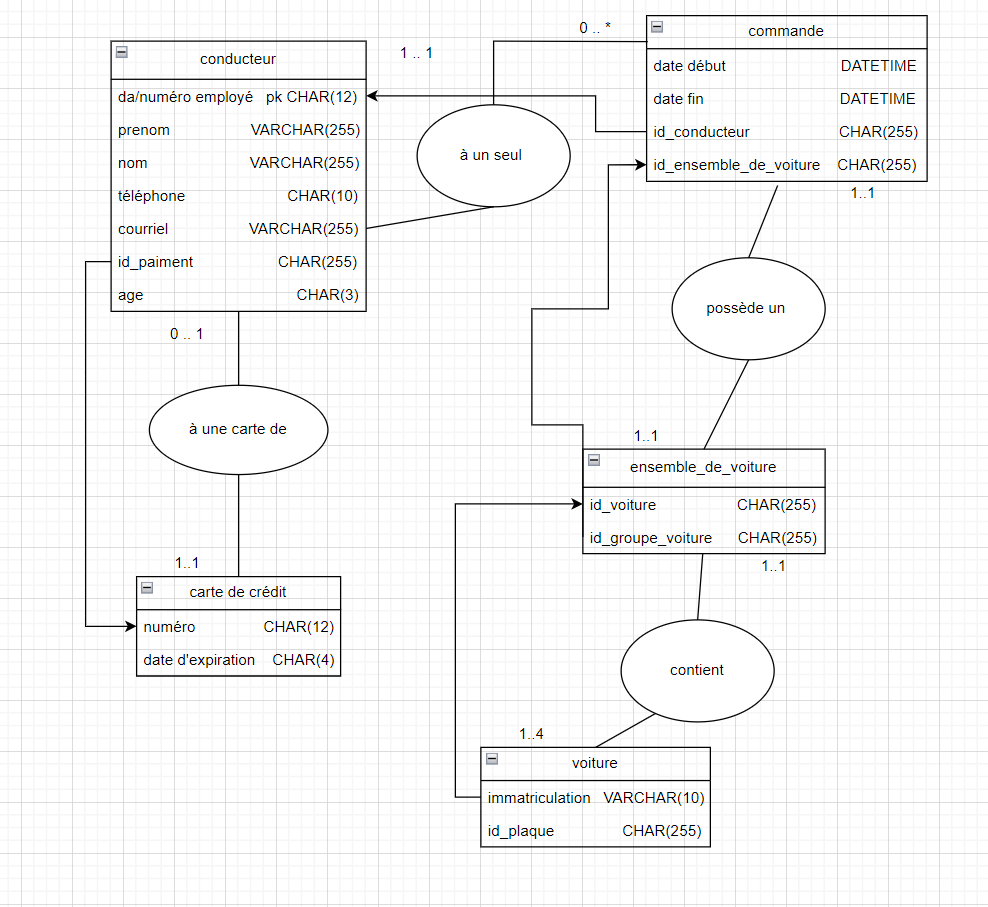 0 .. *
commande
date début DATETIME
date fin DATETIME
id_conducteur CHAR(255)
id_ensemble_de_voiture CHAR(255)
1..1
1 .. 1
conducteur
da/numéro employé pk CHAR(12)
prenom VARCHAR(255)
nom VARCHAR(255)
téléphone CHAR(10)
courriel VARCHAR(255)
id_paiment CHAR(255)
age CHAR(3)
0 .. 1
à un seul
possède un
à une carte de
1..1
ensemble_de_voiture
id_voiture CHAR(255)
id_groupe_voiture CHAR(255)
1..1
1..1
carte de crédit
numéro CHAR(12)
date d'expiration CHAR(4)
contient
1..4
voiture
immatriculation VARCHAR(10)
id_plaque CHAR(255)